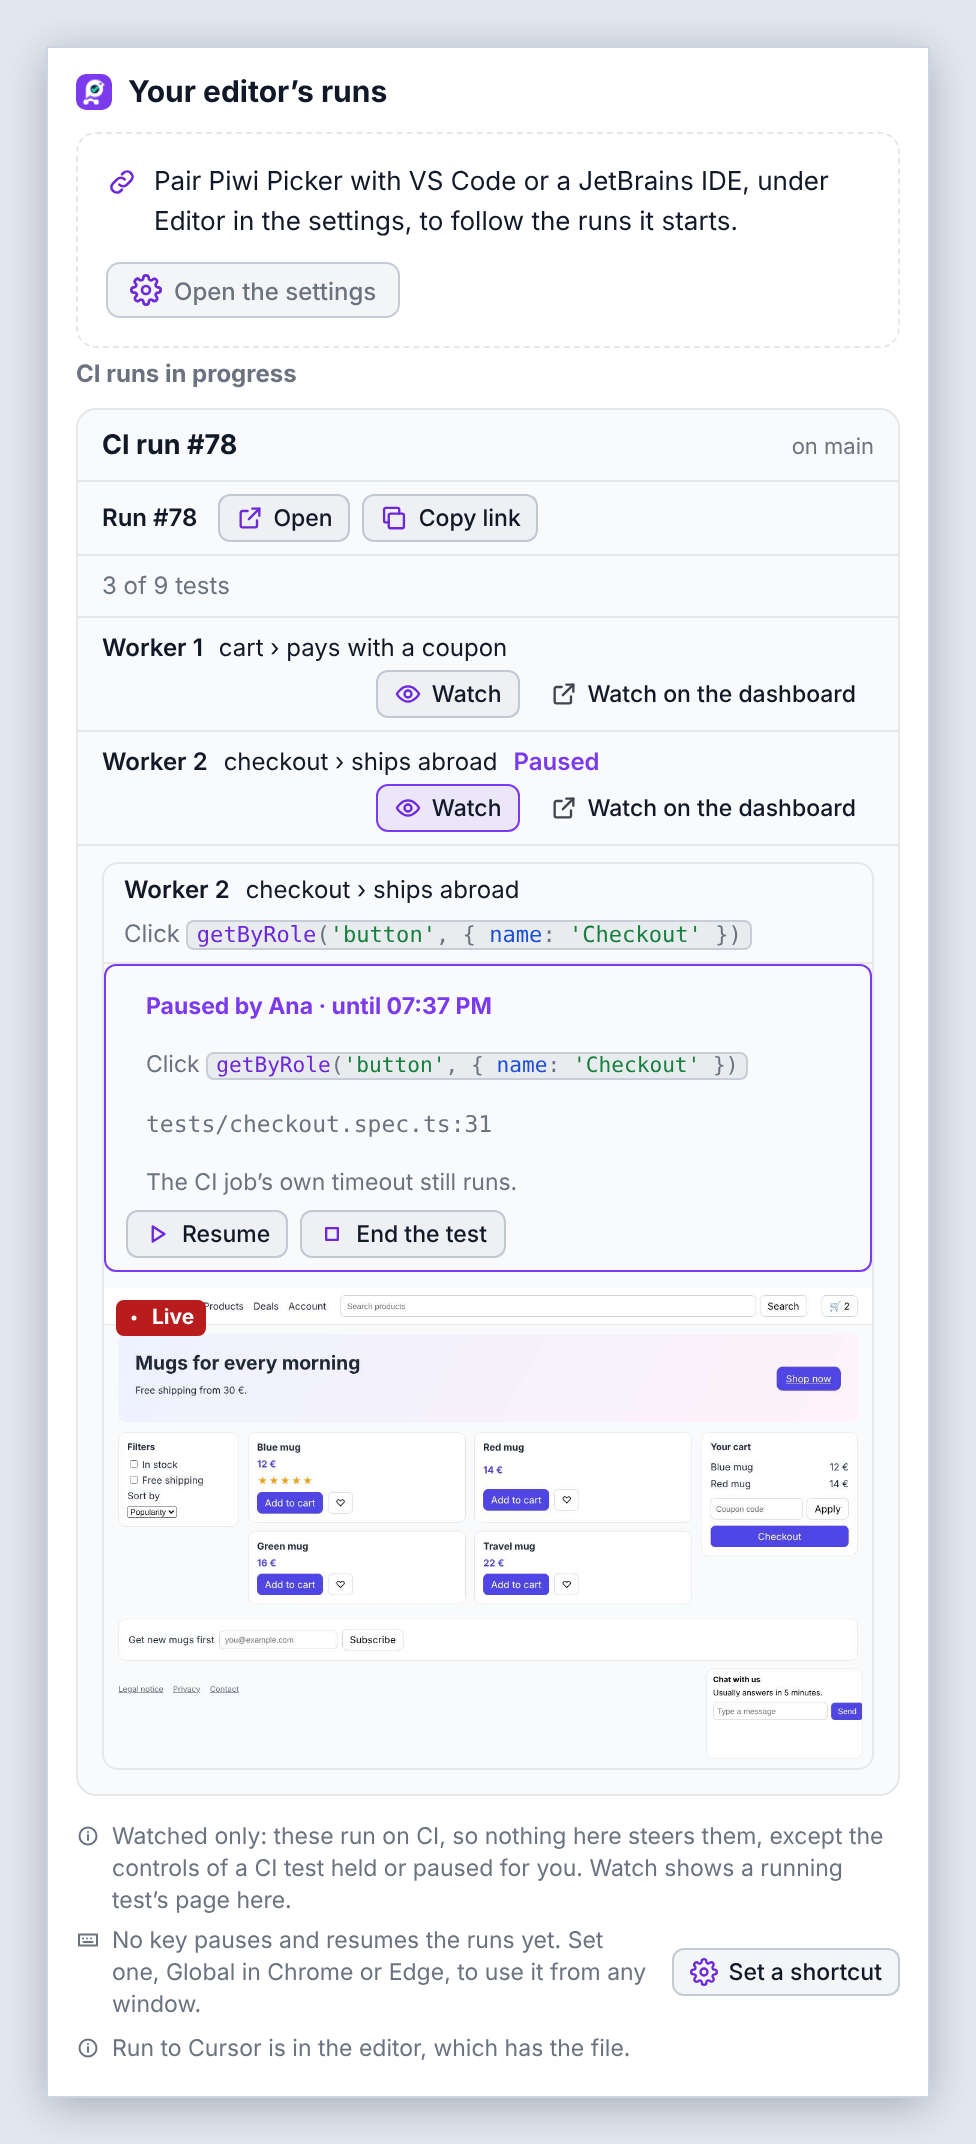 Your editor’s runs
Pair Piwi Picker with VS Code or a JetBrains IDE, under
Editor in the settings, to follow the runs it starts.
Open the settings
CI runs in progress
CI run #78 on main
Run #78 Open Copy link
3 of 9 tests
Worker 1 cart › pays with a coupon
Watch Watch on the dashboard
Worker 2 checkout › ships abroad Paused
Watch Watch on the dashboard
Worker 2 checkout › ships abroad
Click getByRole('button', { name: 'Checkout' })
Paused by Ana · until 07:37 PM
Click getByRole('button', { name: 'Checkout' })
tests/checkout.spec.ts:31
The CI job’s own timeout still runs.
Resume End the test
• Live Products Deals Account Search products Search 🛒 2
Mugs for every morning
Free shipping from 30 €.
Shop now
Filters
In stock
Free shipping
Sort by
Popularity
Blue mug
12 €
★★★★★
Add to cart ♡
Red mug
14 €
Add to cart ♡
Green mug
16 €
Add to cart ♡
Travel mug
22 €
Add to cart ♡
Your cart
Blue mug 12 €
Red mug 14 €
Coupon code Apply
Checkout
Get new mugs first you@example.com Subscribe
Legal notice Privacy Contact
Chat with us
Usually answers in 5 minutes.
Type a message Send
Watched only: these run on CI, so nothing here steers them, except the
controls of a CI test held or paused for you. Watch shows a running
test’s page here.
No key pauses and resumes the runs yet. Set
one, Global in Chrome or Edge, to use it from any
window.
Set a shortcut
Run to Cursor is in the editor, which has the file.